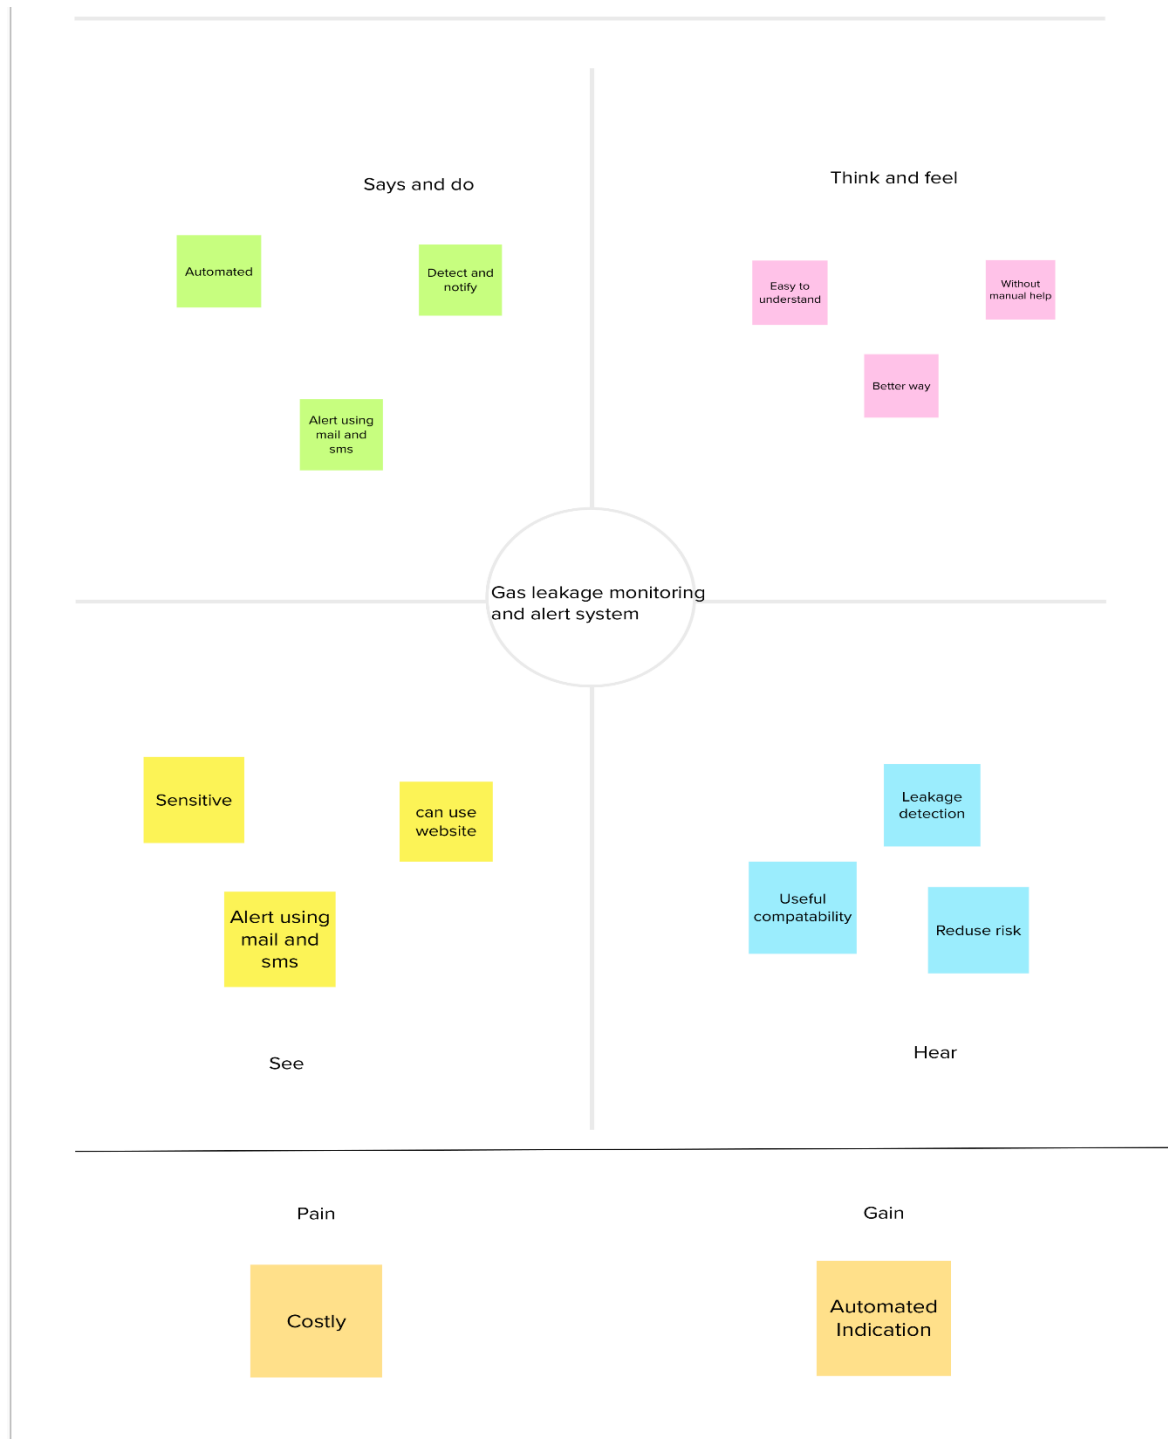 Says and do
Think and feel
Automated
Detect and
notify
Alert using
mail and
sms
Easy to
understand
Without
manual help
Better way
Gas leakage monitoring
and alert system
Sensitive
can use
website
Alert using
mail and
sms
See
Leakage
detection
Useful
compatability
Reduse risk
Hear
Pain
Gain
Costly
Automated
Indication